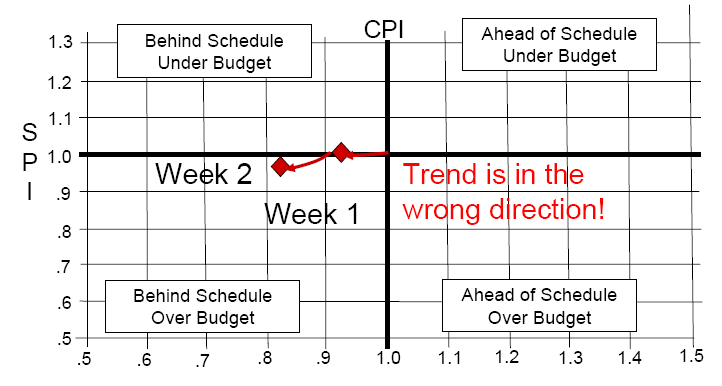 CPI
Behind Schedule
Under Budget
Ahead of Schedule
Under Budget
1.3
1.2
1.1
1.0
.9
.8
.7
.6
.5
S
P
I
Week 2
Week 1
Trend is in the
wrong direction!
Behind Schedule
Over Budget
Ahead of Schedule
Over Budget
.5 .6 .7 .8 .9 1.0 1.1 1.2 1.3 1.4 1.5